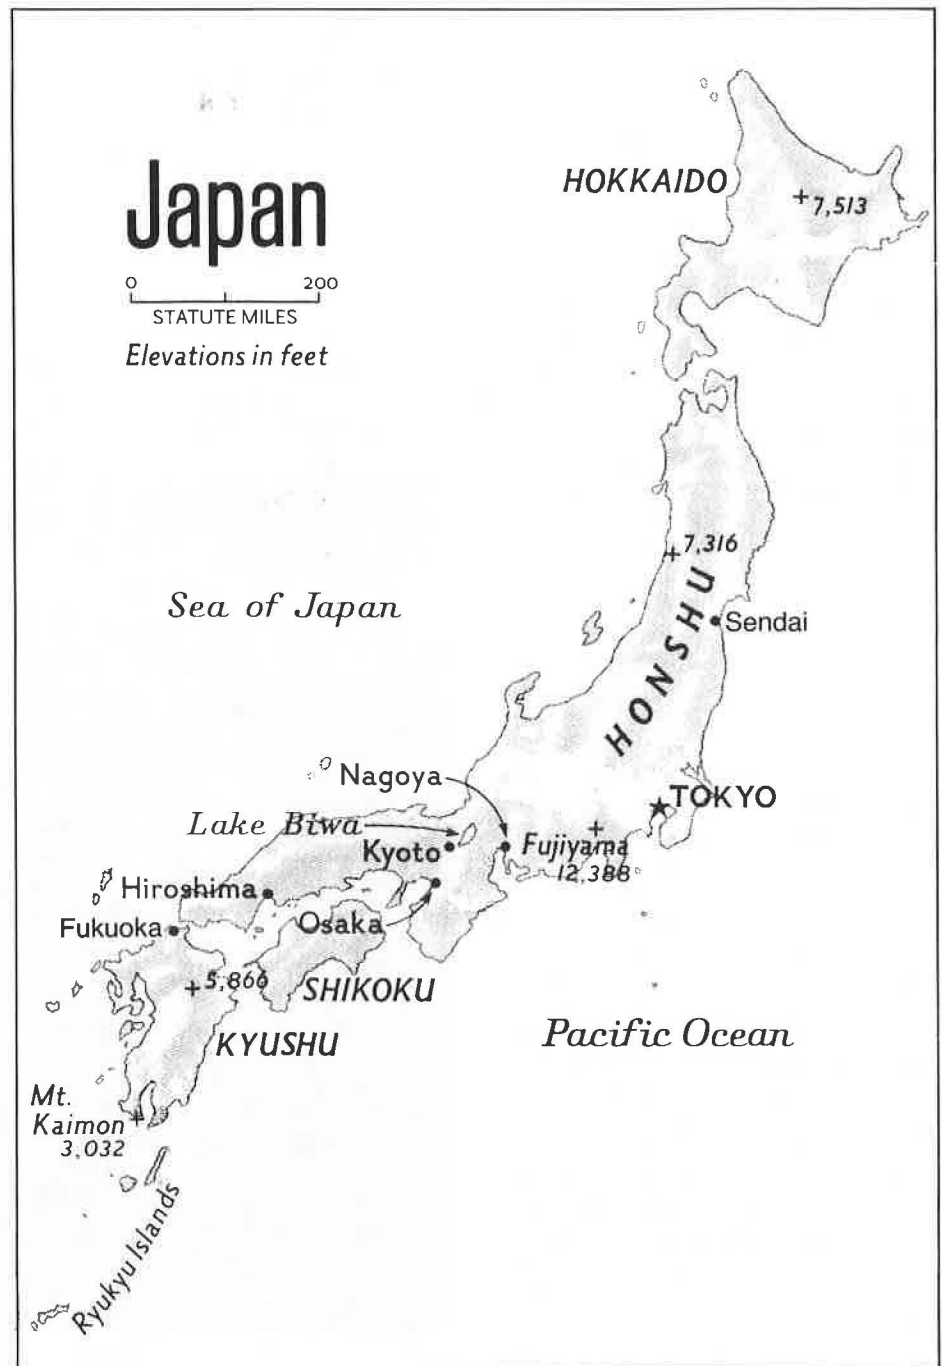 Japan
0 200
STATUTE MILES
Elevations in feet
HOKKAIDO
+7,513
+7,316
HONSHU
Sea of Japan
Sendai
Nagoya
TOKYO
Lake Biwa
Kyoto
Fujiyama
12,388
Hiroshima
Fukuoka
Osaka
+5,866
SHIKOKU
KYUSHU
Pacific Ocean
Mt.
Kaimon
3,032
Ryukyu Islands